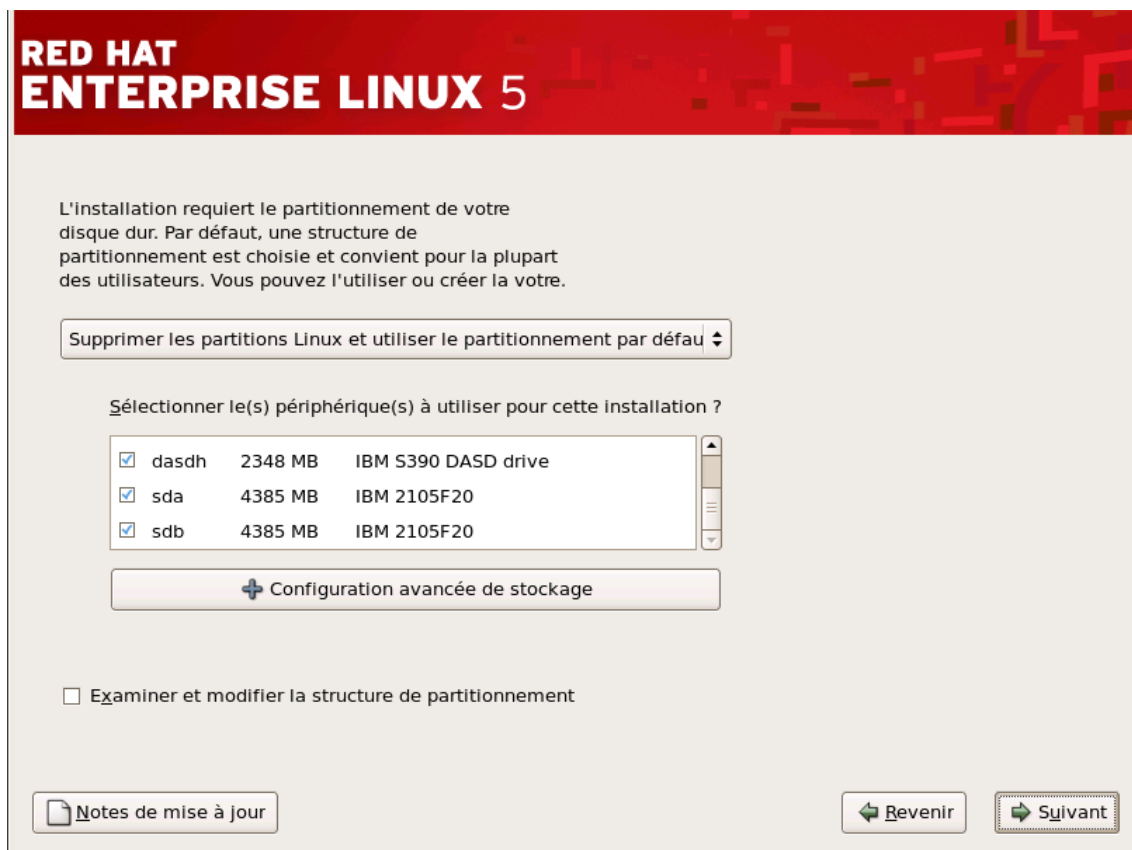 RED HAT
ENTERPRISE LINUX 5
L'installation requiert le partitionnement de votre
disque dur. Par défaut, une structure de
partitionnement est choisie et convient pour la plupart
des utilisateurs. Vous pouvez l'utiliser ou créer la votre.
Supprimer les partitions Linux et utiliser le partitionnement par défau
Sélectionner le(s) périphérique(s) à utiliser pour cette installation ?
dasdh 2348 MB IBM S390 DASD drive
sda 4385 MB IBM 2105F20
sdb 4385 MB IBM 2105F20
Configuration avancée de stockage
Examiner et modifier la structure de partitionnement
Notes de mise à jour
Revenir
Suivant